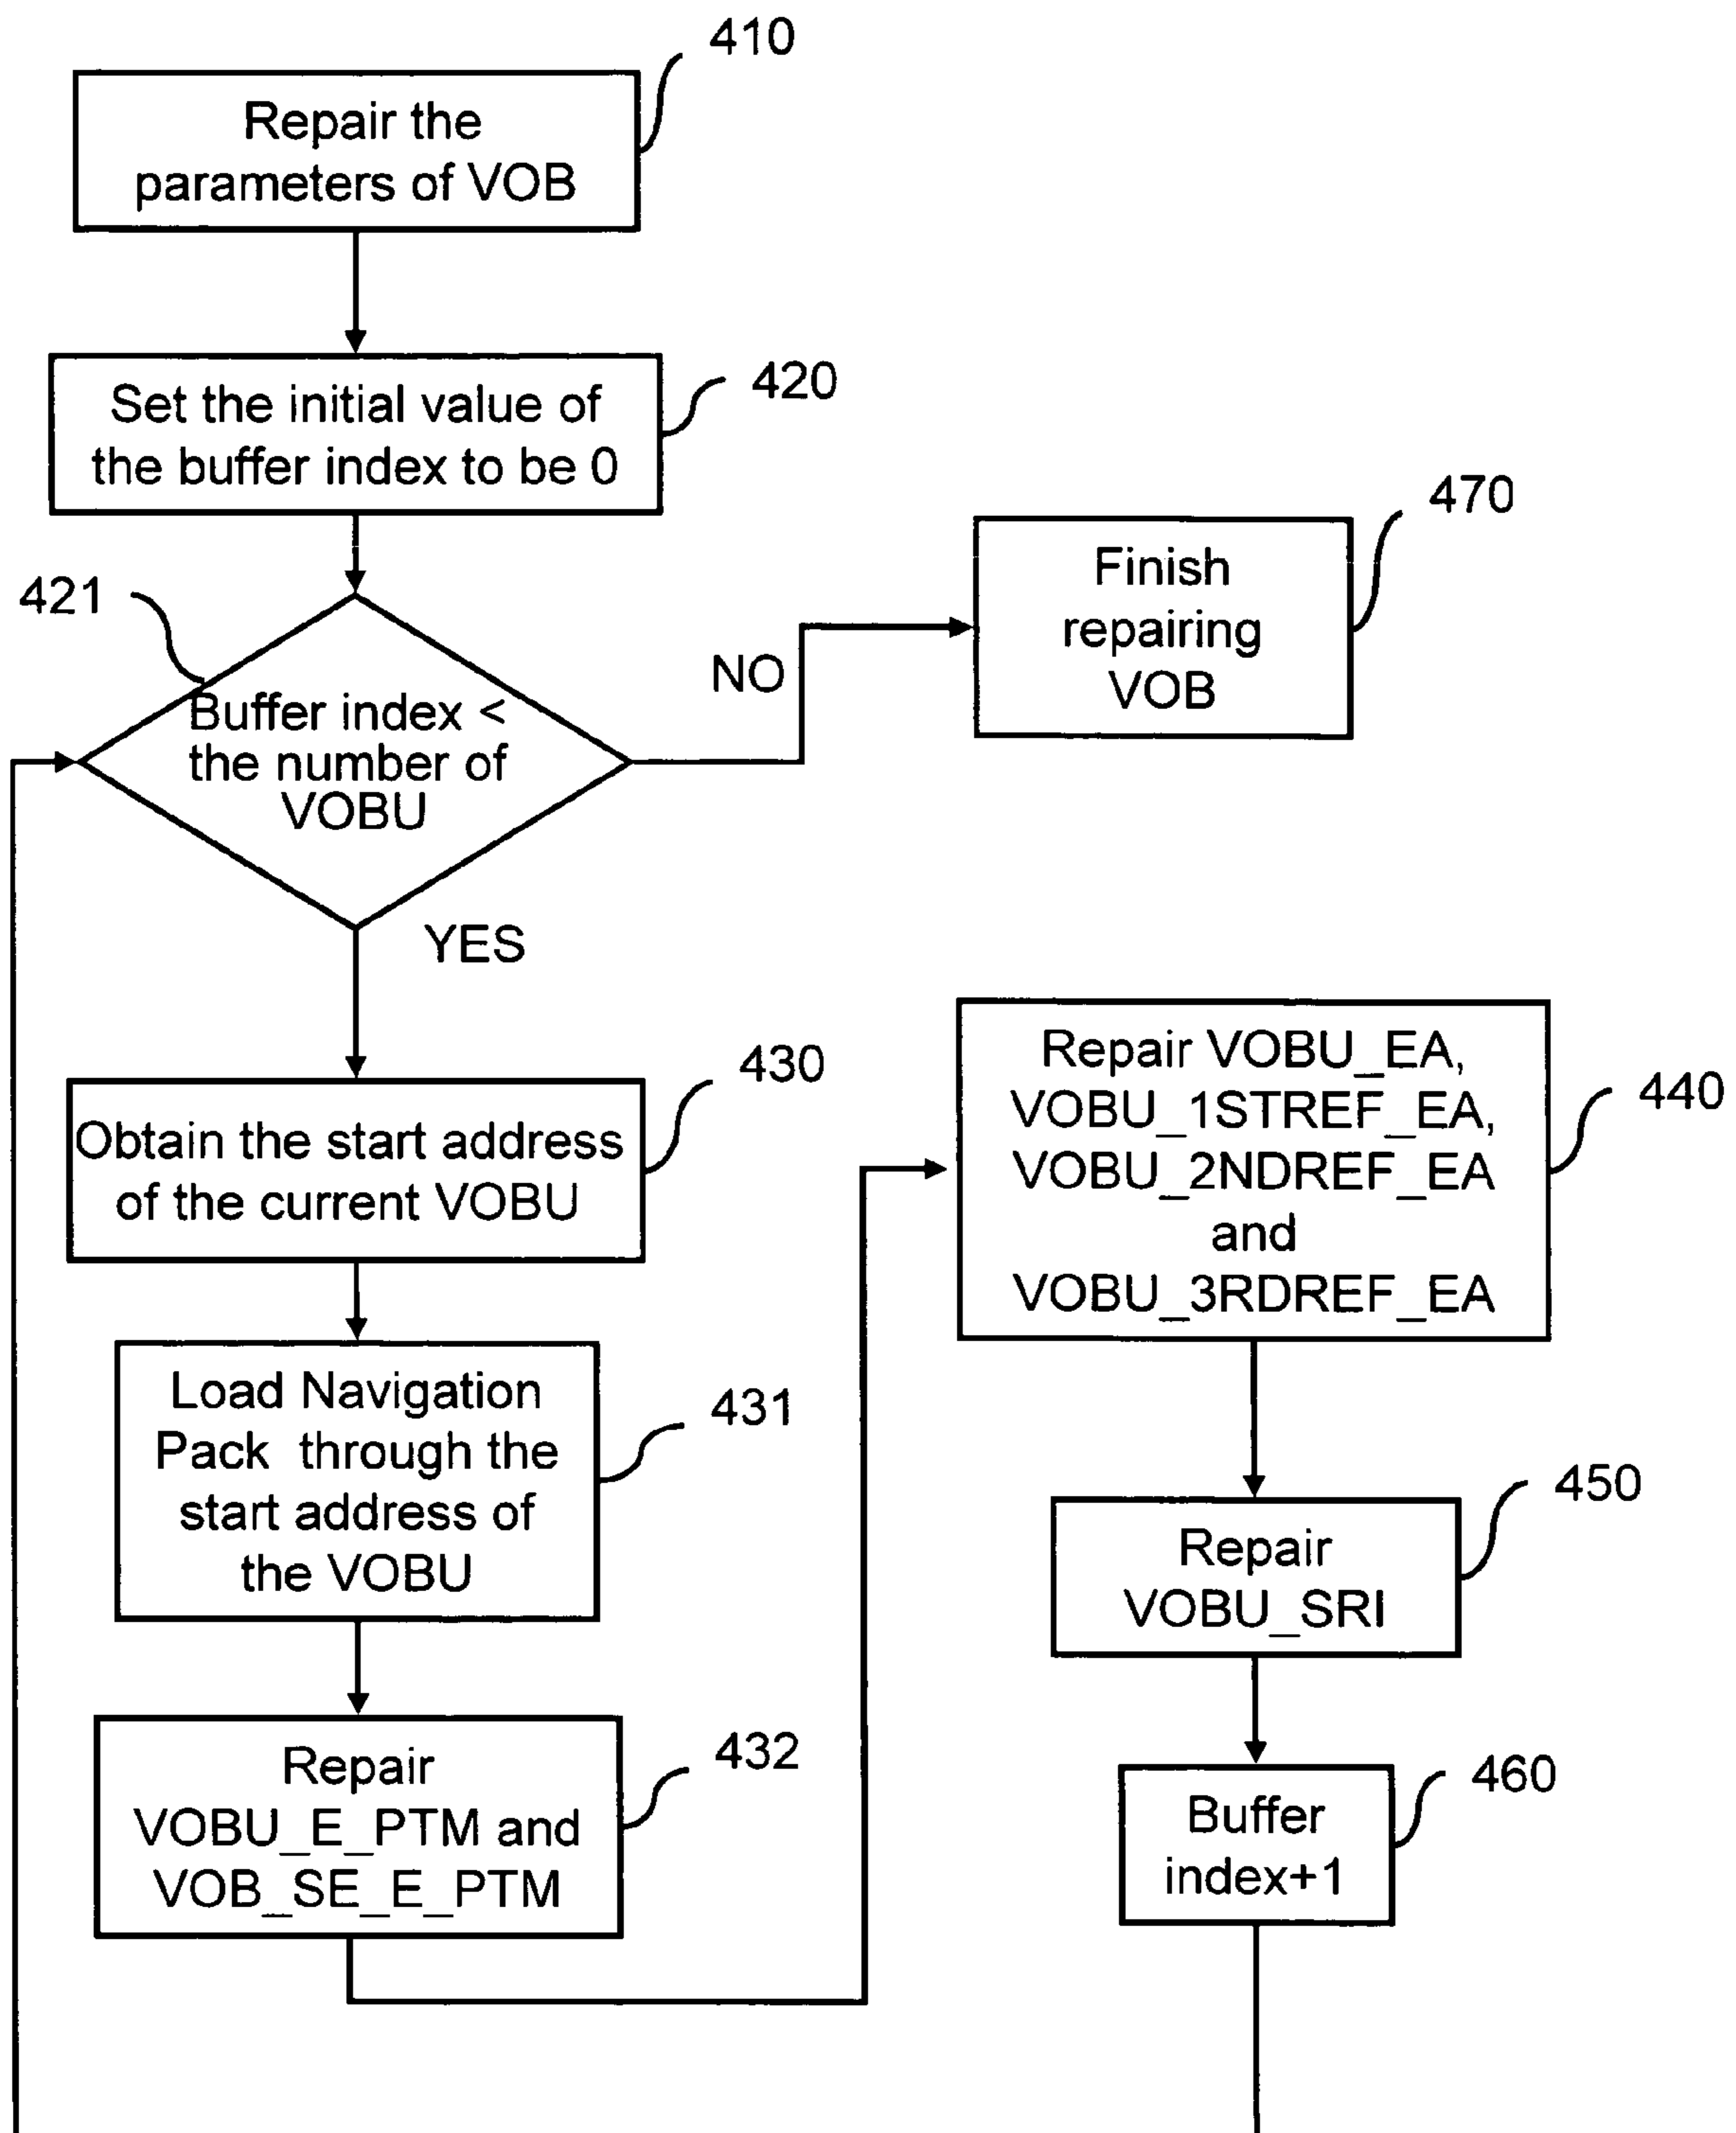 410
Repair the
parameters of VOB
420
Set the initial value of
the buffer index to be 0
421
Buffer index <
the number of
VOBU
NO
470
Finish
repairing
VOB
YES
430
Obtain the start address
of the current VOBU
431
Load Navigation
Pack through the
start address of
the VOBU
432
Repair
VOBU_E_PTM and
VOB_SE_E_PTM
440
Repair VOBU_EA,
VOBU_1STREF_EA,
VOBU_2NDREF_EA
and
VOBU_3RDREF_EA
450
Repair
VOBU_SRI
460
Buffer
index+1